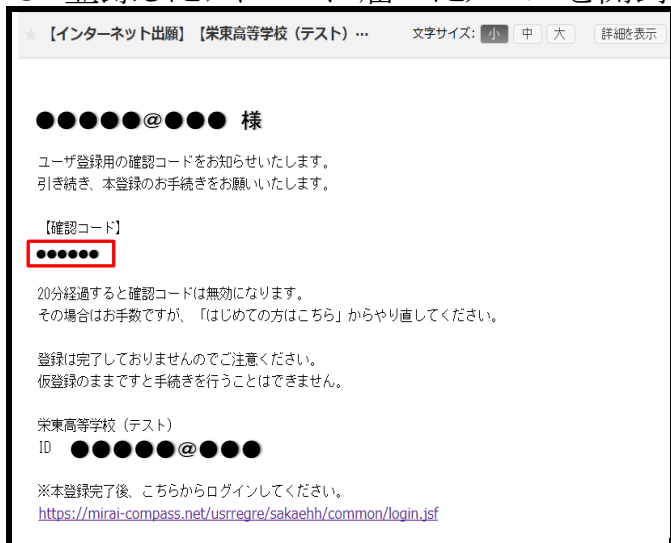 ★ 【インターネット出願】【栄東高等学校（テスト）… 文字サイズ: 小 中 大 詳細を表示
●●●●●@●●● 様
ユーザ登録用の確認コードをお知らせいたします。
引き続き、本登録のお手続きをお願いいたします。
【確認コード】
●●●●●●
20分経過すると確認コードは無効になります。
その場合はお手数ですが、「はじめての方はこちら」からやり直してください。
登録は完了しておりませんのでご注意ください。
仮登録のままですと手続きを行うことはできません。
栄東高等学校（テスト）
ID ●●●●●@●●●
※本登録完了後、こちらからログインしてください。
https://mirai-compass.net/usrregre/sakaehh/common/login.jsf